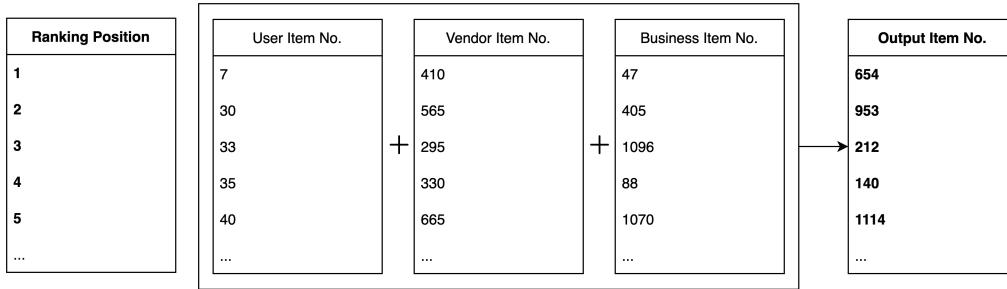 Ranking Position User Item No. Vendor Item No. Business Item No. Output Item No.
1 7 410 47 654
2 30 565 405 953
3 33 + 295 + 1096 212
4 35 330 88 140
5 40 665 1070 1114
... ... ... ... ...